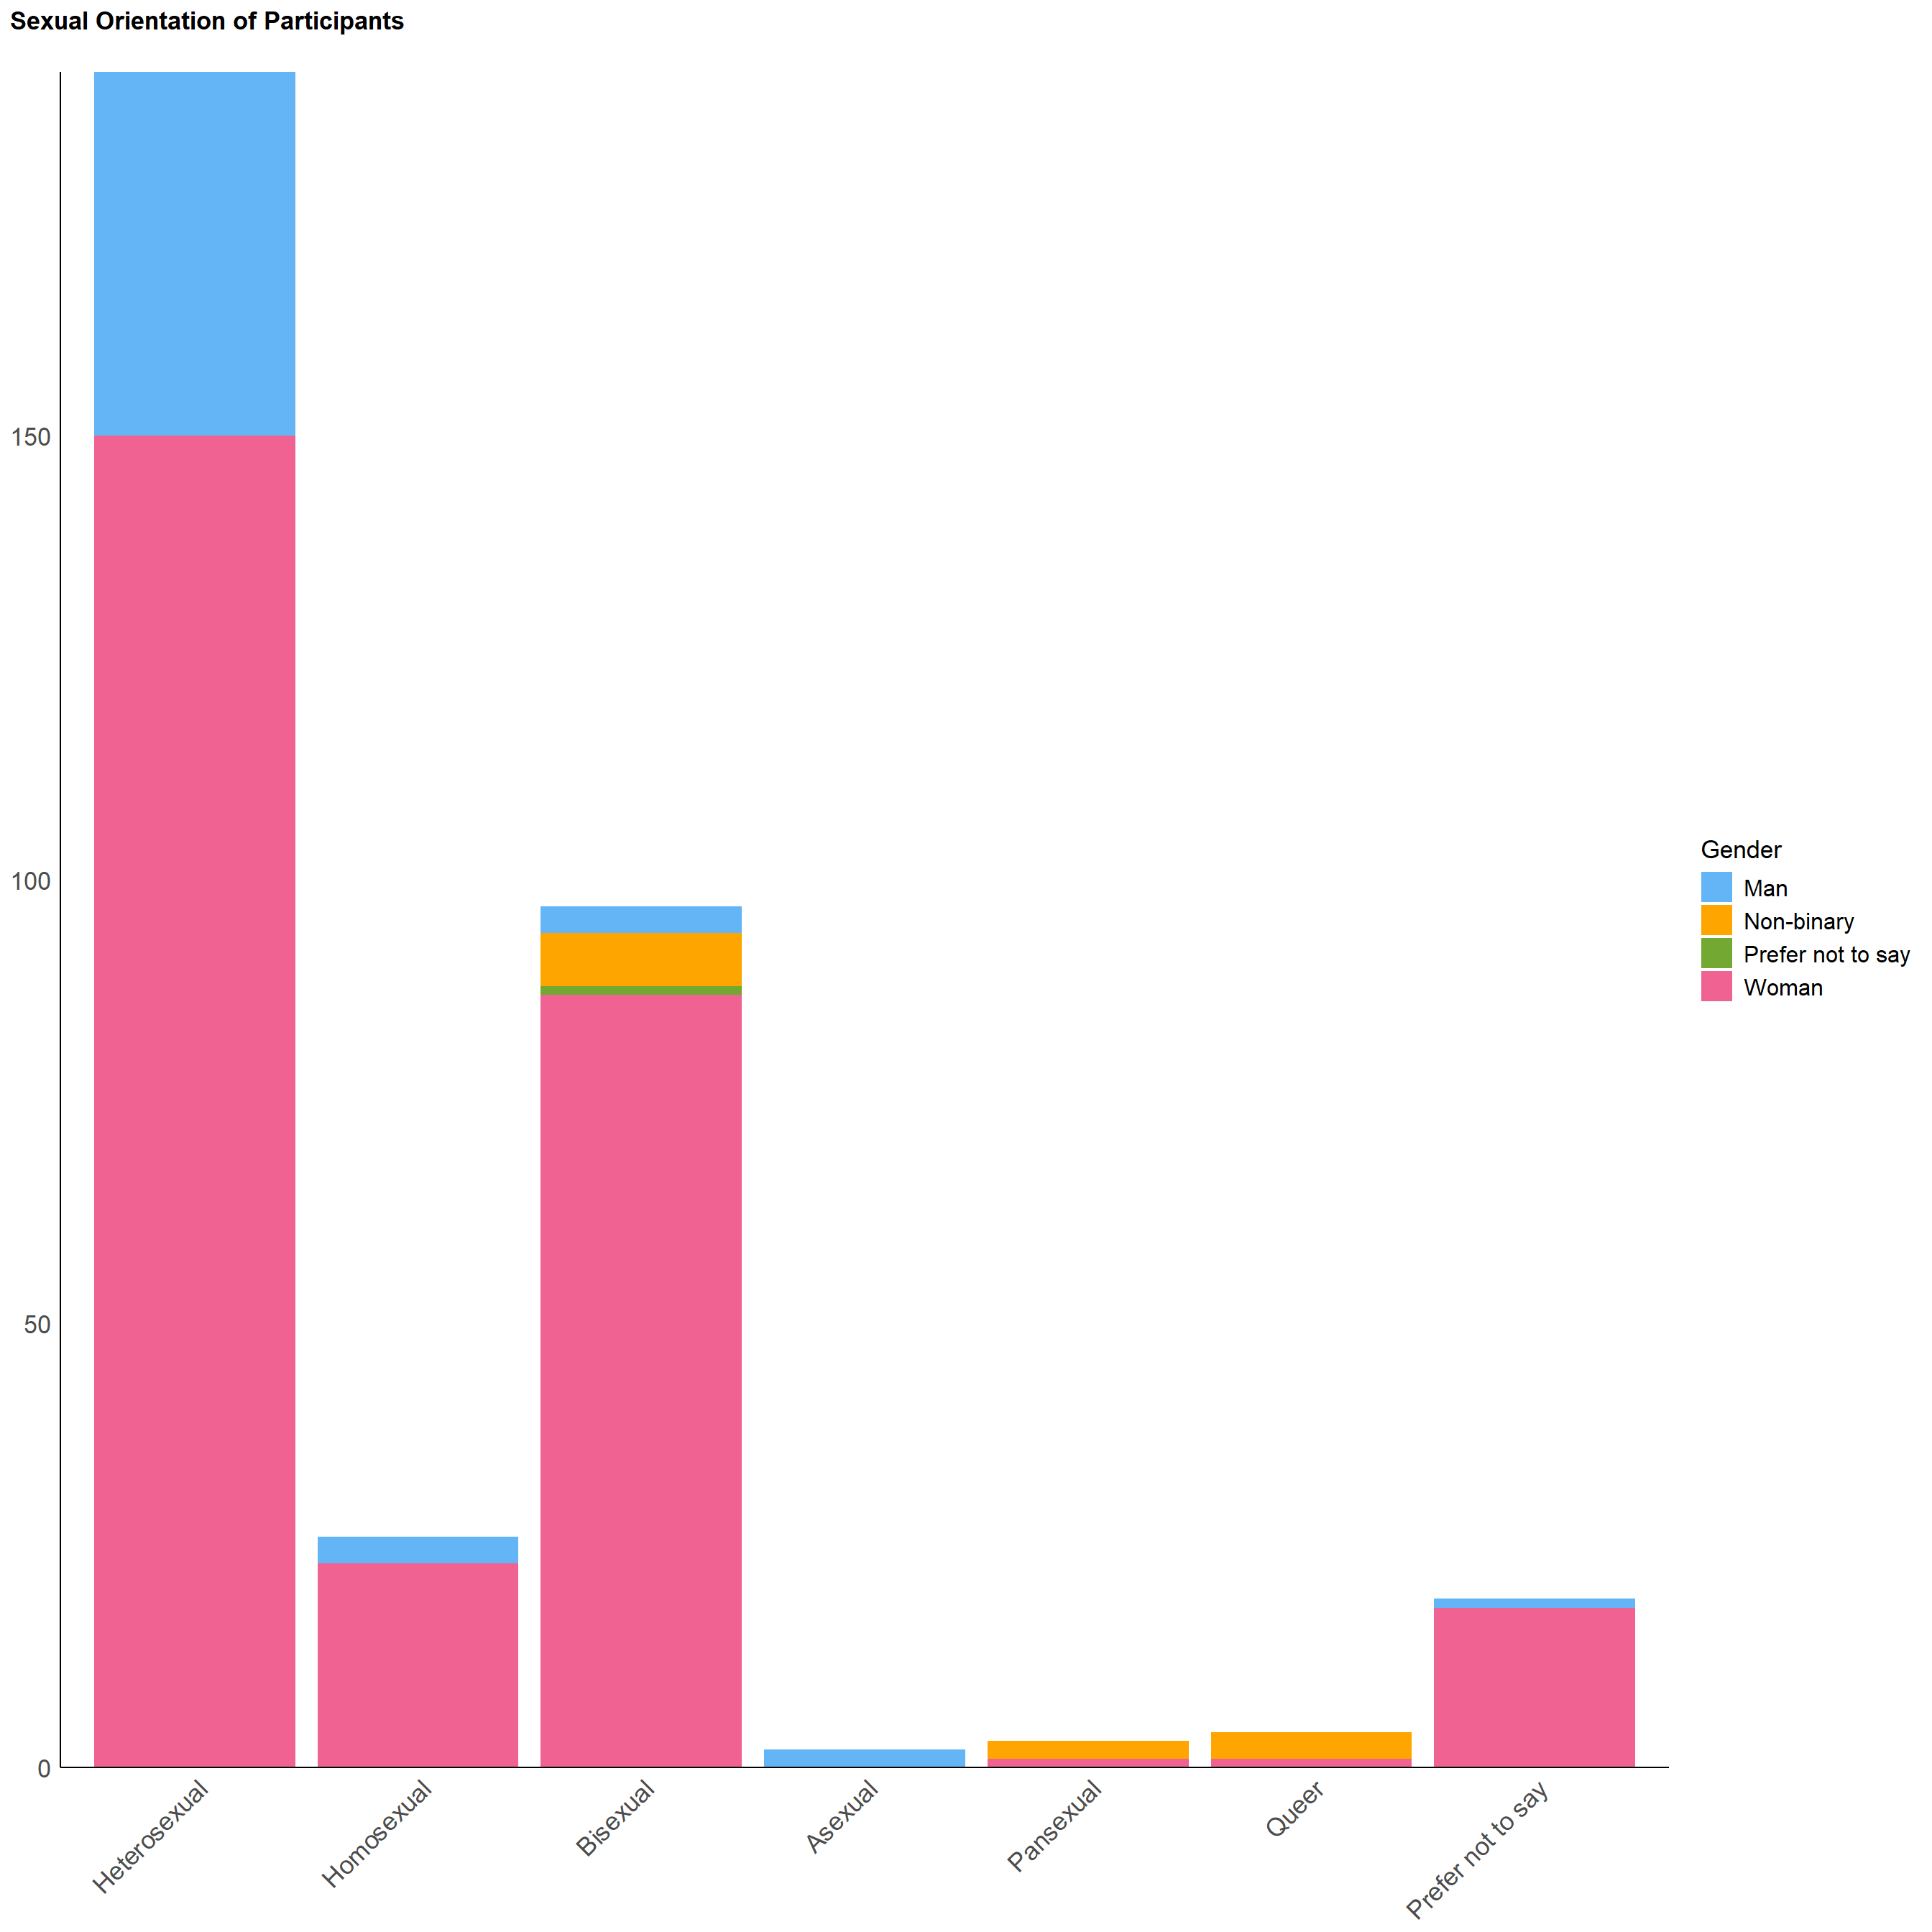 Sexual Orientation of Participants
150
100
50
0
Heterosexual
Homosexual
Bisexual
Asexual
Pansexual
Queer
Prefer not to say
Gender
Man
Non-binary
Prefer not to say
Woman